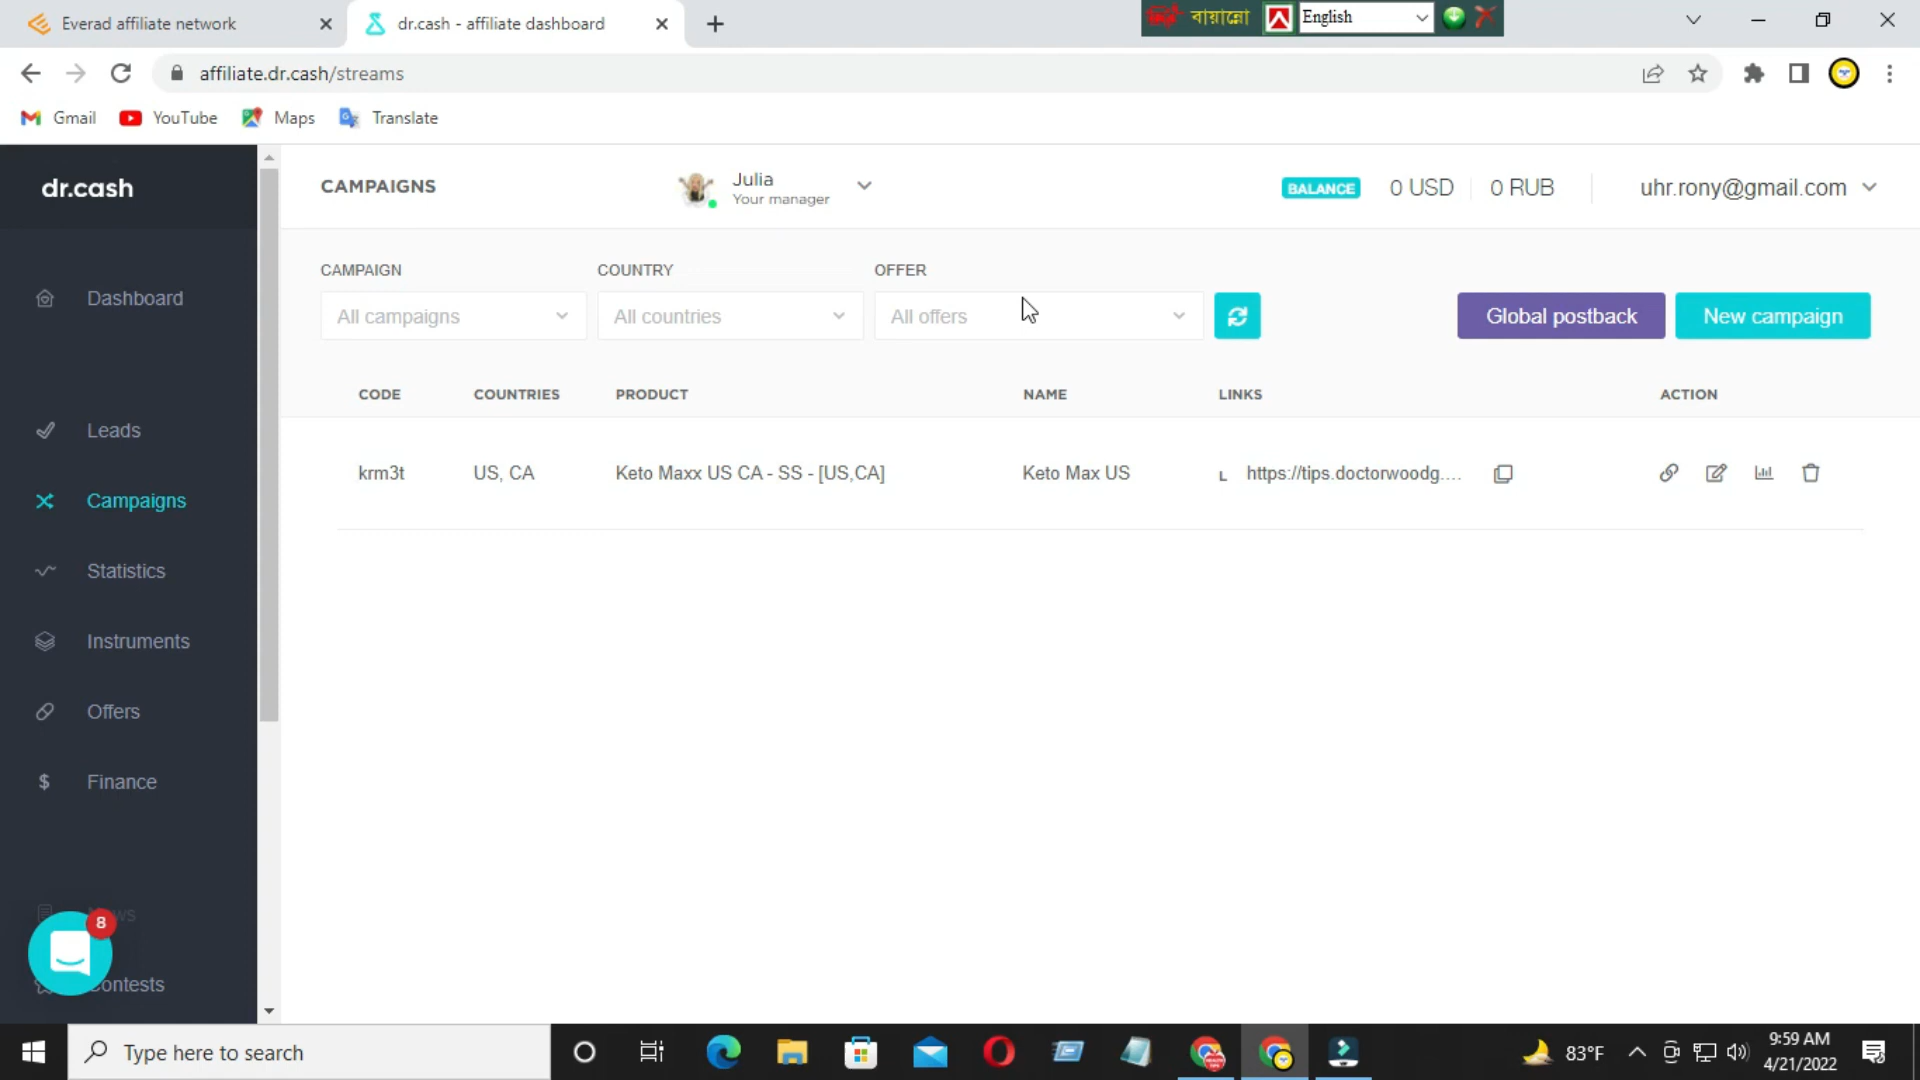 Everad affiliate network
dr.cash - affiliate dashboard
বায়ান্নো
English
affiliate.dr.cash/streams
Gmail
YouTube
Maps
Translate
dr.cash
CAMPAIGNS
Julia
Your manager
BALANCE
0 USD
0 RUB
uhr.rony@gmail.com
CAMPAIGN
COUNTRY
OFFER
All campaigns
All countries
All offers
Global postback
New campaign
Dashboard
Leads
Campaigns
Statistics
Instruments
Offers
Finance
8
Contests
CODE
COUNTRIES
PRODUCT
NAME
LINKS
ACTION
krm3t
US, CA
Keto Maxx US CA - SS - [US,CA]
Keto Max US
L
https://tips.doctorwoodg....
Type here to search
83°F
9:59 AM
4/21/2022